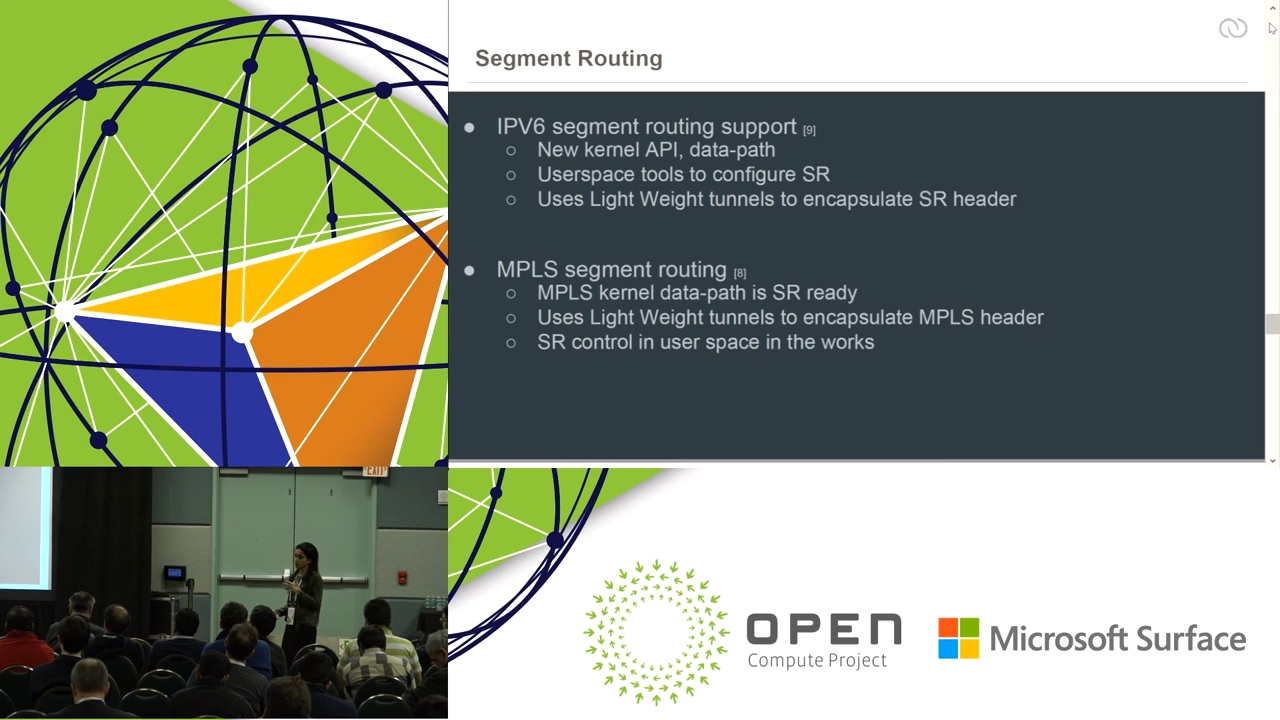 Segment Routing
● IPV6 segment routing support [9]
○ New kernel API, data-path
○ Userspace tools to configure SR
○ Uses Light Weight tunnels to encapsulate SR header
● MPLS segment routing [8]
○ MPLS kernel data-path is SR ready
○ Uses Light Weight tunnels to encapsulate MPLS header
○ SR control in user space in the works
EXIT
OPEN
Compute Project
Microsoft Surface